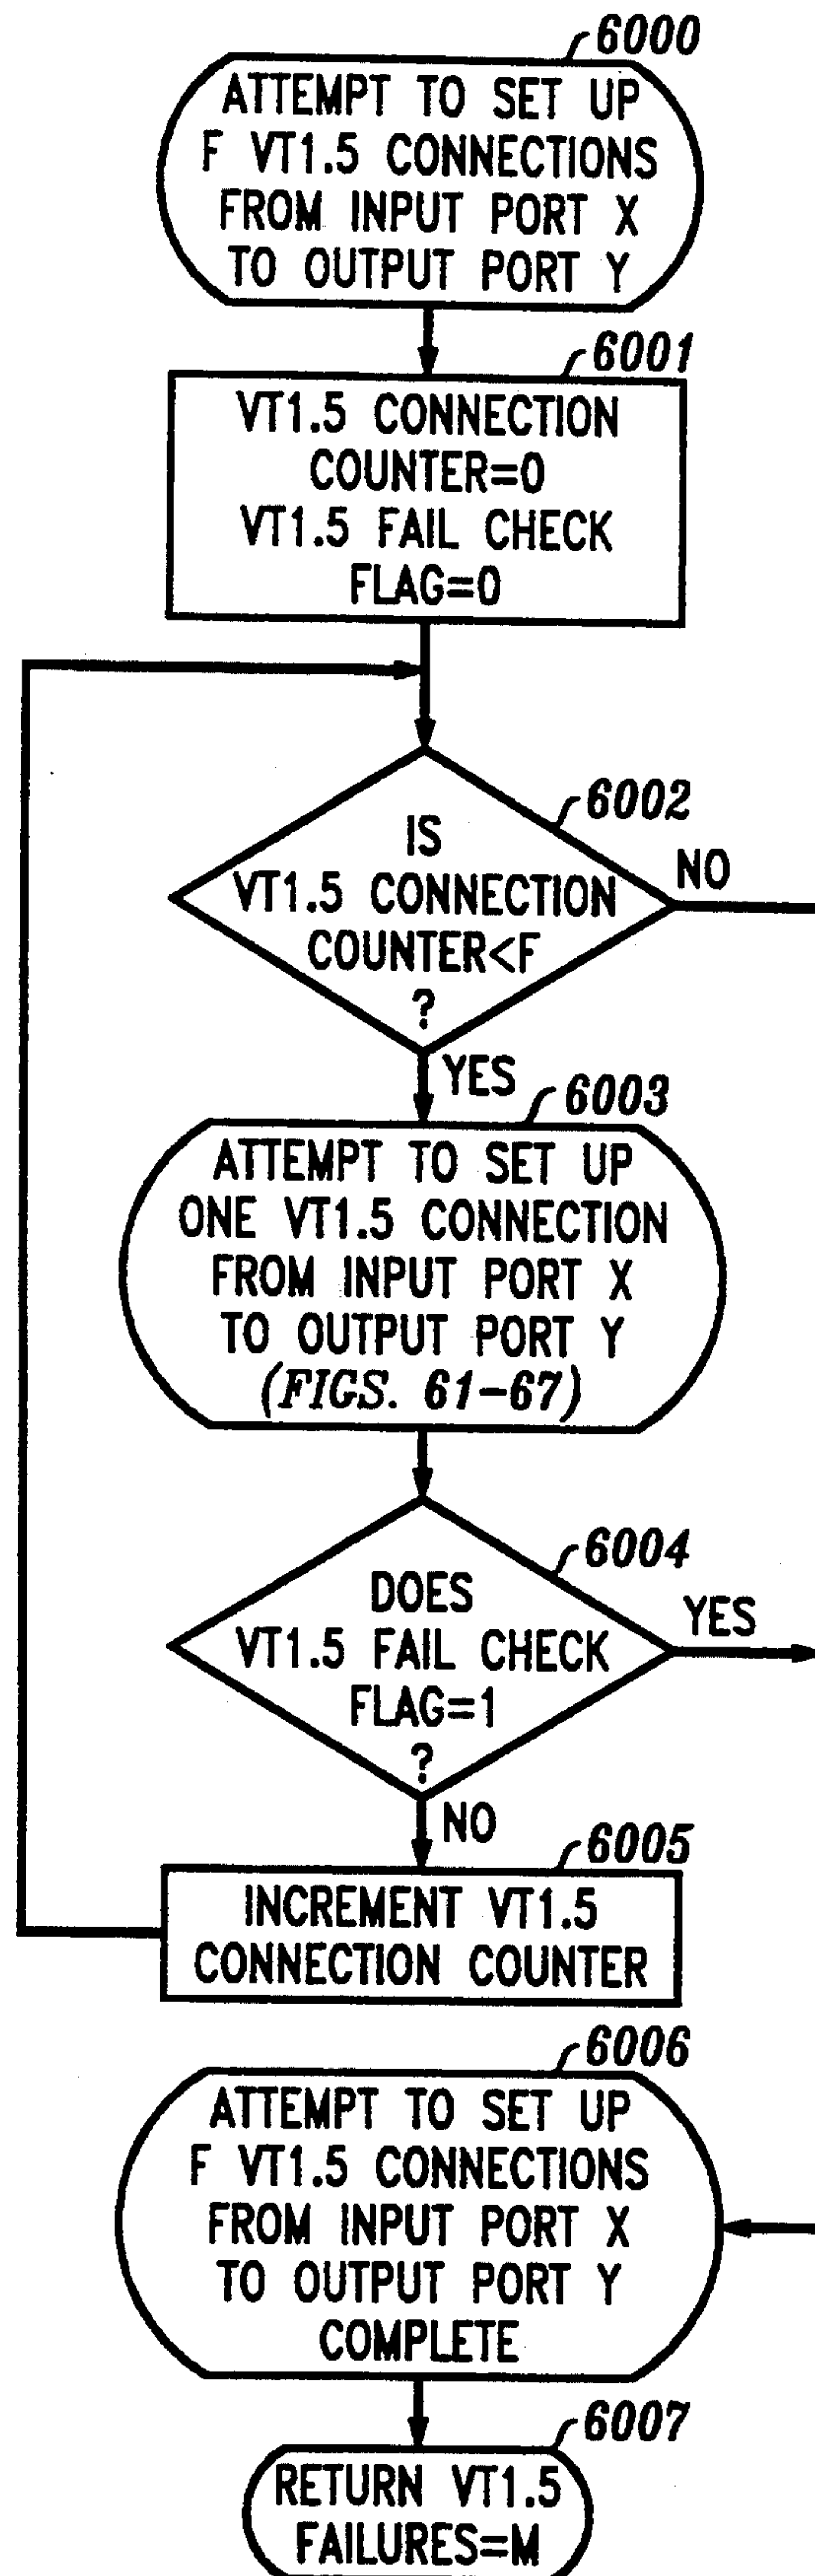 6000
ATTEMPT TO SET UP
F VT1.5 CONNECTIONS
FROM INPUT PORT X
TO OUTPUT PORT Y
6001
VT1.5 CONNECTION
COUNTER=0
VT1.5 FAIL CHECK
FLAG=0
6002
IS
VT1.5 CONNECTION
COUNTER<F
?
NO
YES
6003
ATTEMPT TO SET UP
ONE VT1.5 CONNECTION
FROM INPUT PORT X
TO OUTPUT PORT Y
(FIGS. 61-67)
6004
DOES
VT1.5 FAIL CHECK
FLAG=1
?
YES
NO
6005
INCREMENT VT1.5
CONNECTION COUNTER
6006
ATTEMPT TO SET UP
F VT1.5 CONNECTIONS
FROM INPUT PORT X
TO OUTPUT PORT Y
COMPLETE
6007
RETURN VT1.5
FAILURES=M